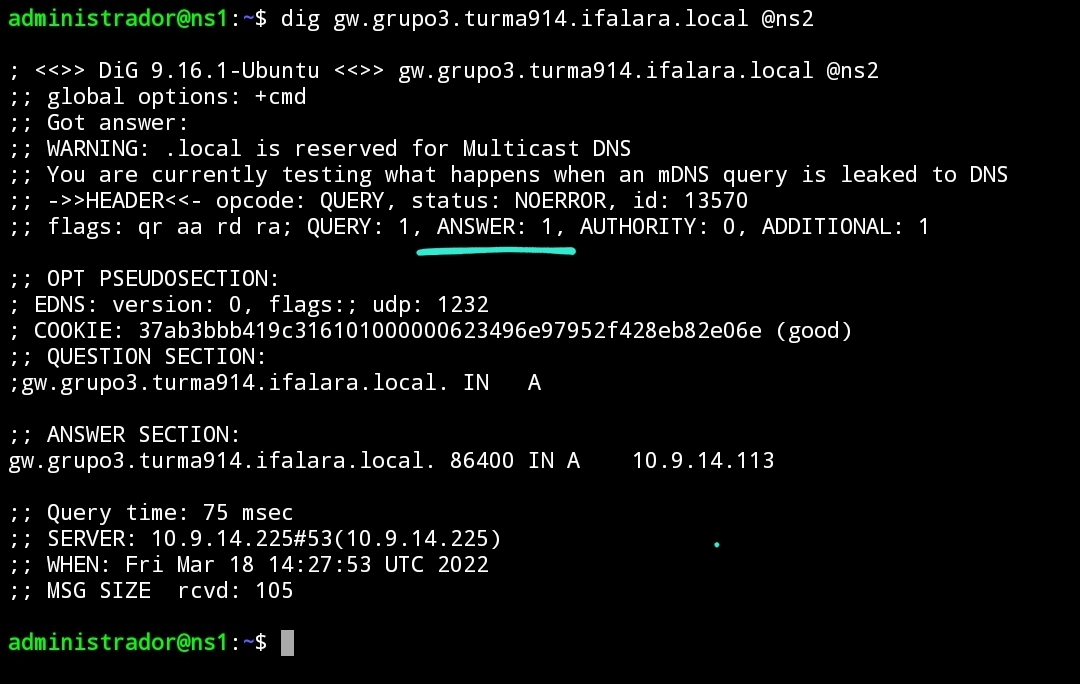 administrador@ns1:~$ dig gw.grupo3.turma914.ifalara.local @ns2
; <<>> DiG 9.16.1-Ubuntu <<>> gw.grupo3.turma914.ifalara.local @ns2
;; global options: +cmd
;; Got answer:
;; WARNING: .local is reserved for Multicast DNS
;; You are currently testing what happens when an mDNS query is leaked to DNS
;; ->>HEADER<<- opcode: QUERY, status: NOERROR, id: 13570
;; flags: qr aa rd ra; QUERY: 1, ANSWER: 1, AUTHORITY: 0, ADDITIONAL: 1
;; OPT PSEUDOSECTION:
; EDNS: version: 0, flags:; udp: 1232
; COOKIE: 37ab3bbb419c316101000000623496e97952f428eb82e06e (good)
;; QUESTION SECTION:
;gw.grupo3.turma914.ifalara.local. IN A
;; ANSWER SECTION:
gw.grupo3.turma914.ifalara.local. 86400 IN A 10.9.14.113
;; Query time: 75 msec
;; SERVER: 10.9.14.225#53(10.9.14.225)
;; WHEN: Fri Mar 18 14:27:53 UTC 2022
;; MSG SIZE rcvd: 105
administrador@ns1:~$